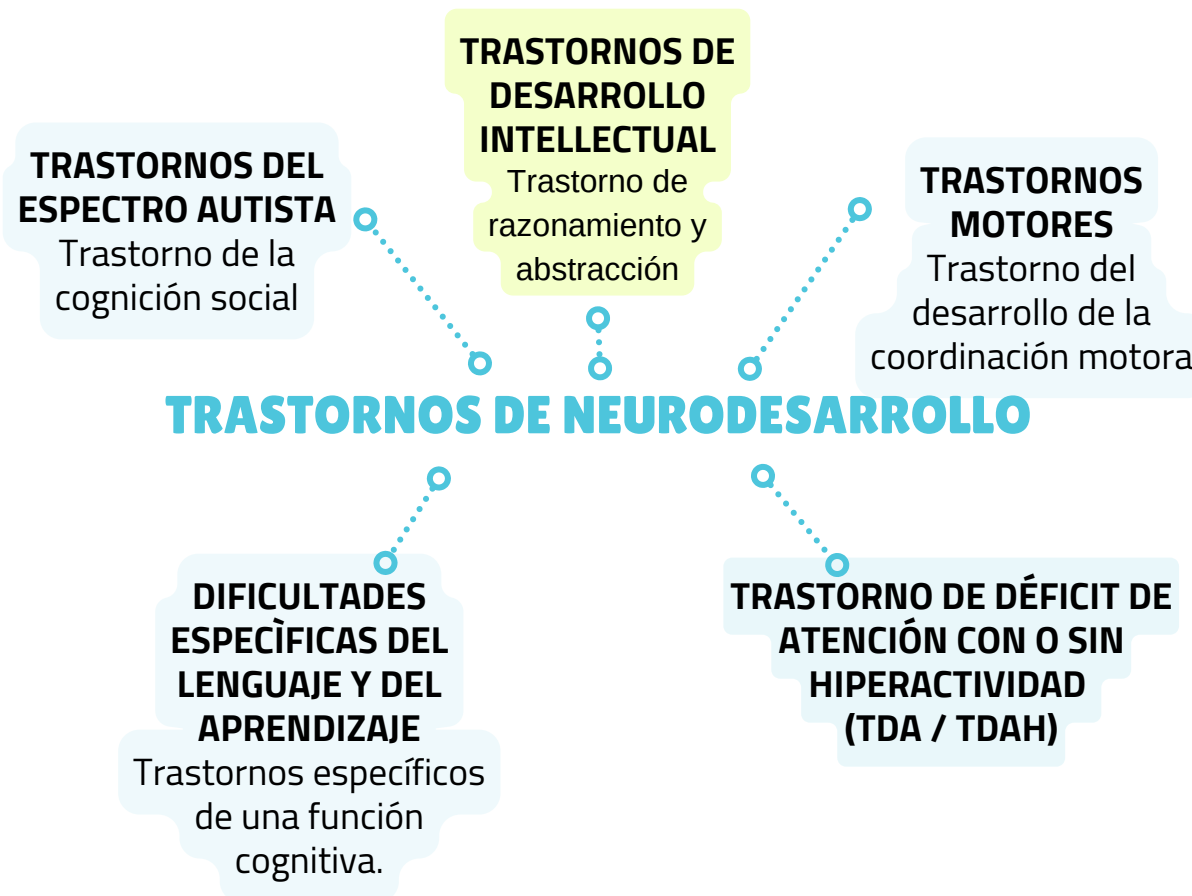 TRASTORNOS DE
DESARROLLO
INTELLECTUAL
Trastorno de
razonamiento y
abstracción
TRASTORNOS DEL
ESPECTRO AUTISTA
Trastorno de la
cognición social
TRASTORNOS
MOTORES
Trastorno del
desarrollo de la
coordinación motora
TRASTORNOS DE NEURODESARROLLO
DIFICULTADES
ESPECÌFICAS DEL
LENGUAJE Y DEL
APRENDIZAJE
Trastornos específicos
de una función
cognitiva.
TRASTORNO DE DÉFICIT DE
ATENCIÓN CON O SIN
HIPERACTIVIDAD
(TDA / TDAH)